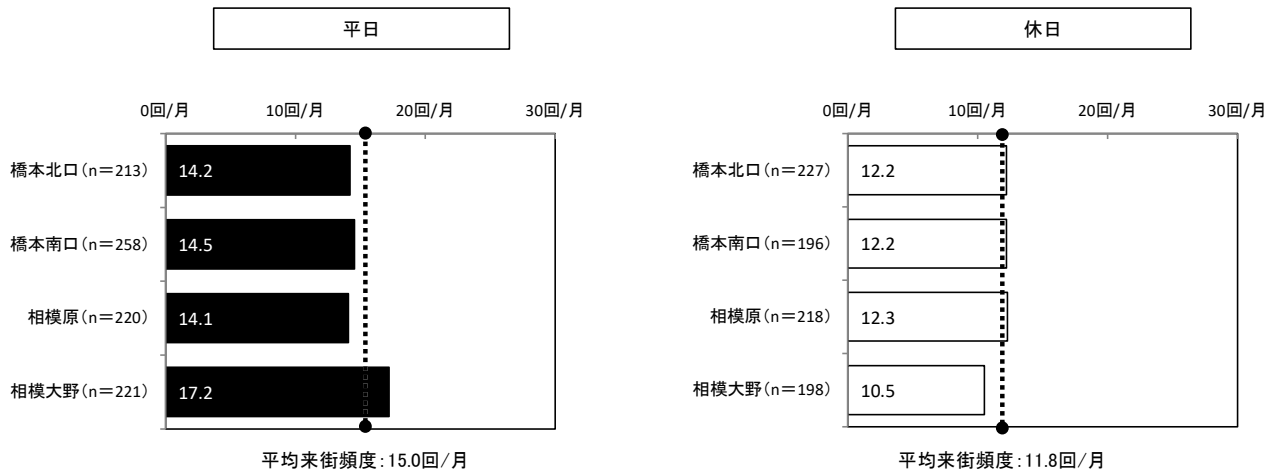 平日
0回/月 10回/月 20回/月 30回/月
橋本北口(n=213) 14.2
橋本南口(n=258) 14.5
相模原(n=220) 14.1
相模大野(n=221) 17.2
平均来街頻度:15.0回/月
休日
0回/月 10回/月 20回/月 30回/月
橋本北口(n=227) 12.2
橋本南口(n=196) 12.2
相模原(n=218) 12.3
相模大野(n=198) 10.5
平均来街頻度:11.8回/月